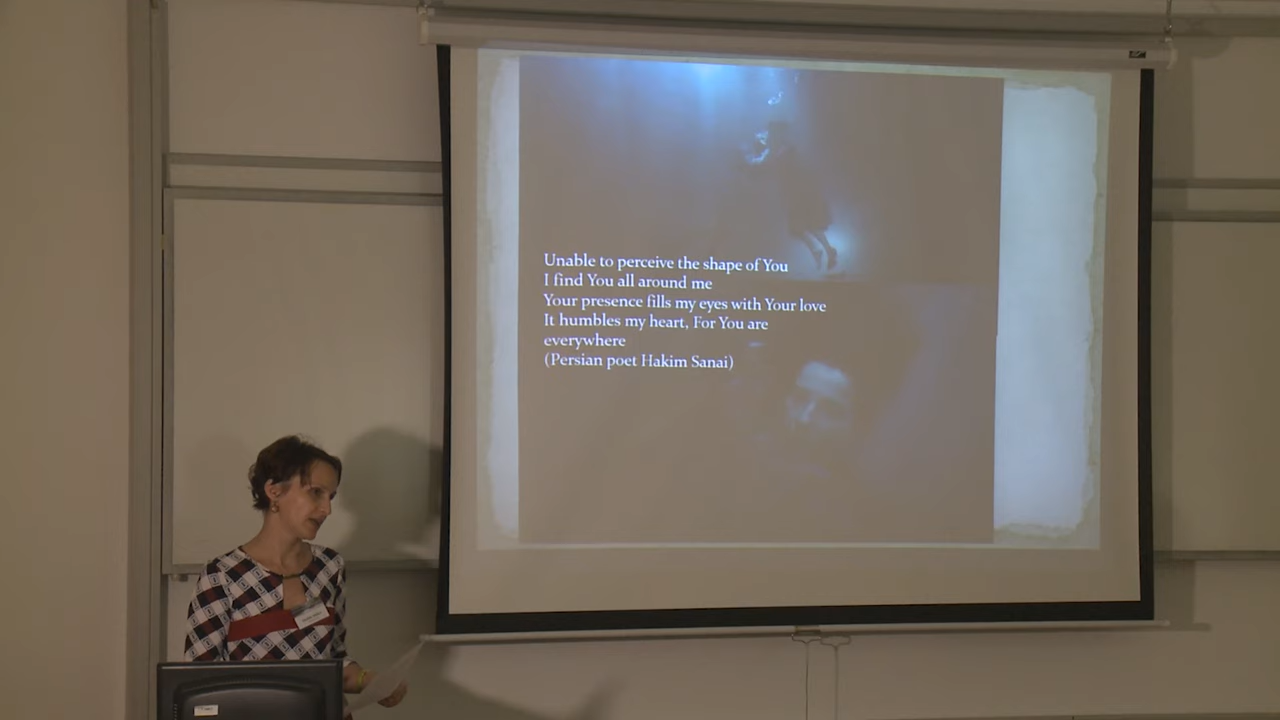 Unable to perceive the shape of You
I find You all around me
Your presence fills my eyes with Your love
It humbles my heart, For You are
everywhere
(Persian poet Hakim Sanai)